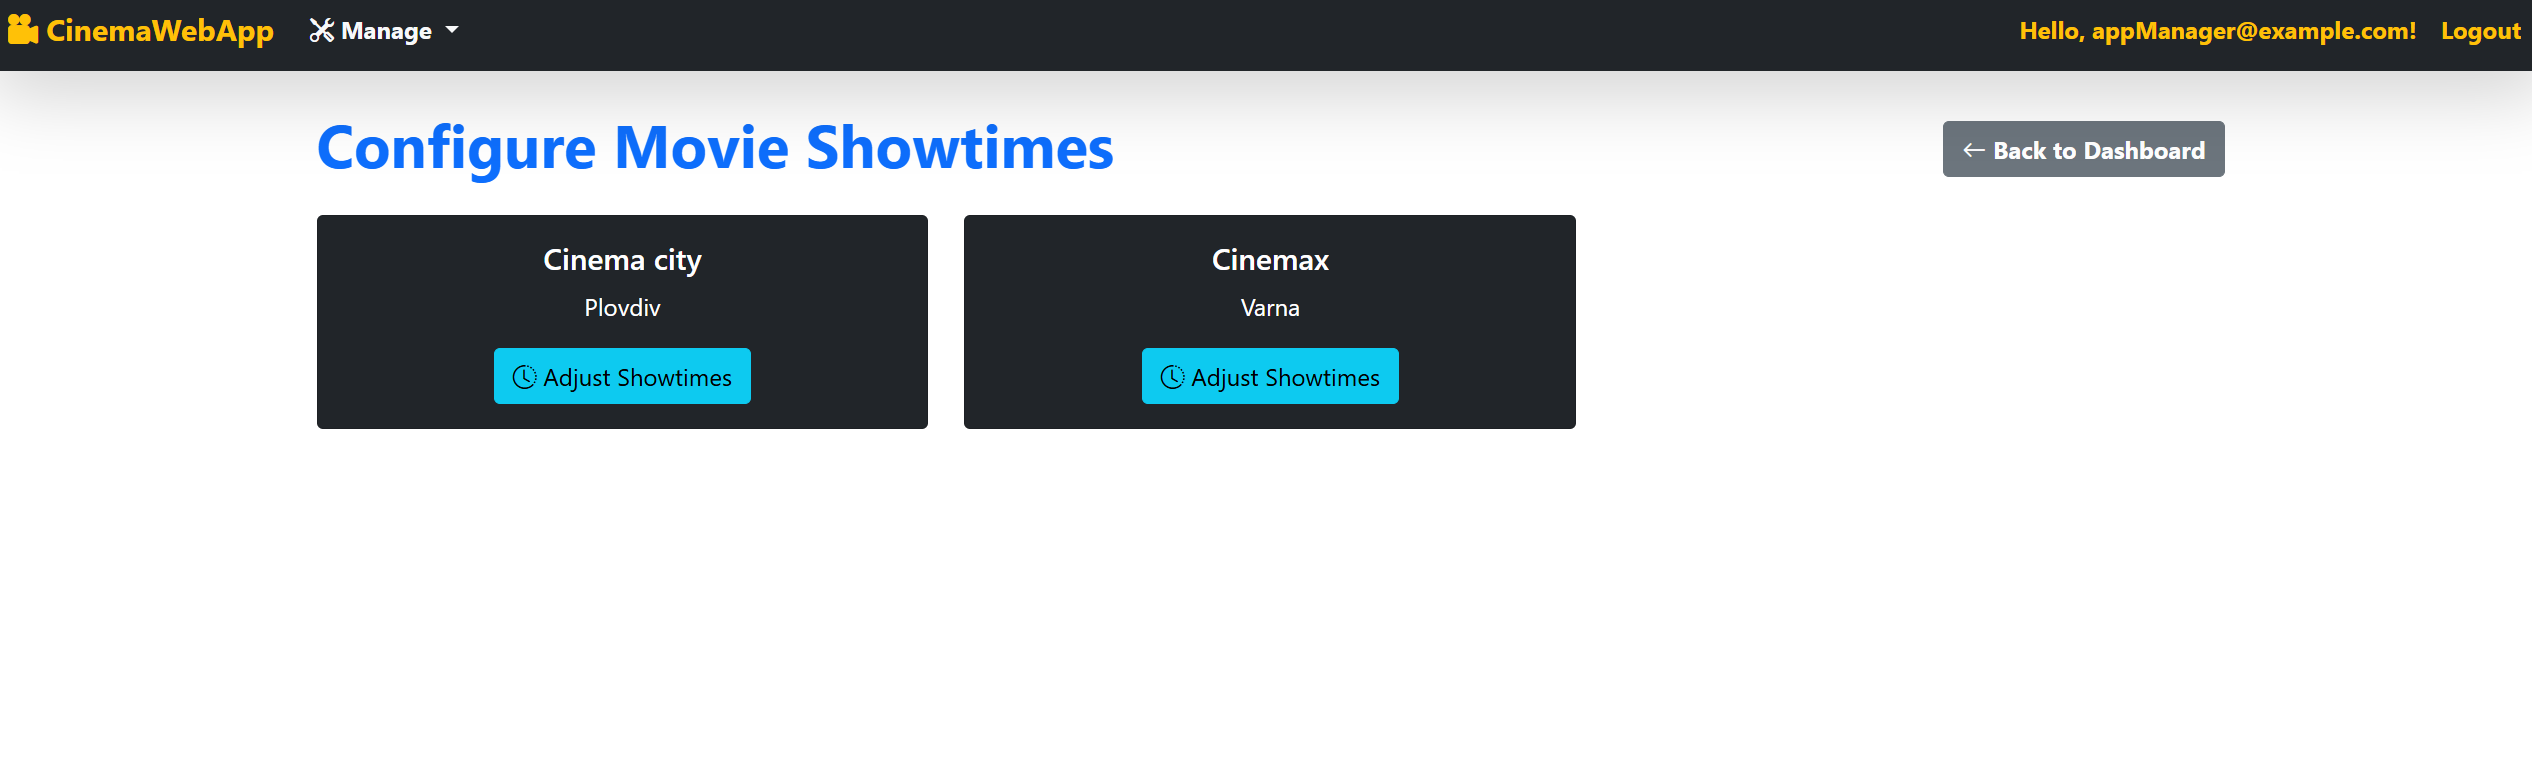 CinemaWebApp Manage Hello, appManager@example.com! Logout
Configure Movie Showtimes
Back to Dashboard
Cinema city
Plovdiv
Adjust Showtimes
Cinemax
Varna
Adjust Showtimes